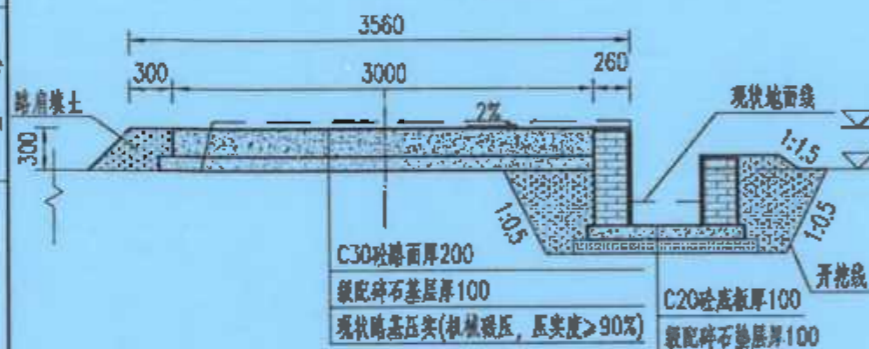 3560
300
3000
260
路肩培土
现状地面线
2%
300
1:1.5
1:0.5
1:0.5
C30砼路面厚200
级配碎石基层厚100
现状路基压实(机械碾压，压实度≥90%)
开挖线
C20砼底板厚100
级配碎石垫层厚100